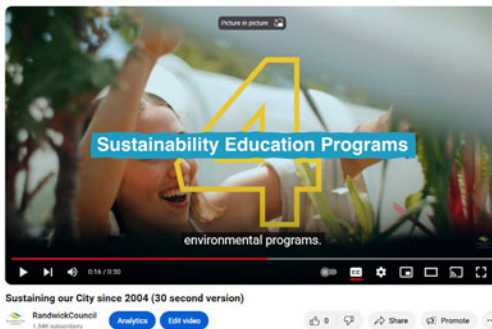 Picture in picture
4
Sustainability Education Programs
environmental programs.
0:16 / 0:30
CC
Sustaining our City since 2004 (30 second version)
RandwickCouncil
1.54K subscribers
Analytics
Edit video
0
Share
Promote